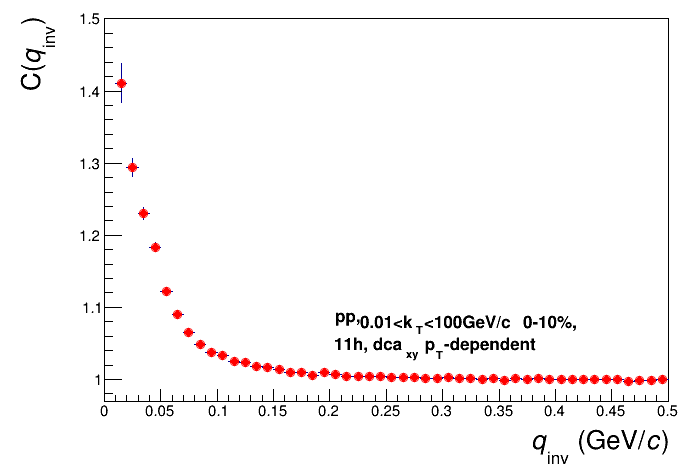 C(q_inv)
1.5
1.4
1.3
1.2
1.1
1
pp,0.01<k_T<100GeV/c 0-10%,
11h, dca_xy p_T-dependent
0 0.05 0.1 0.15 0.2 0.25 0.3 0.35 0.4 0.45 0.5
q_inv (GeV/c)